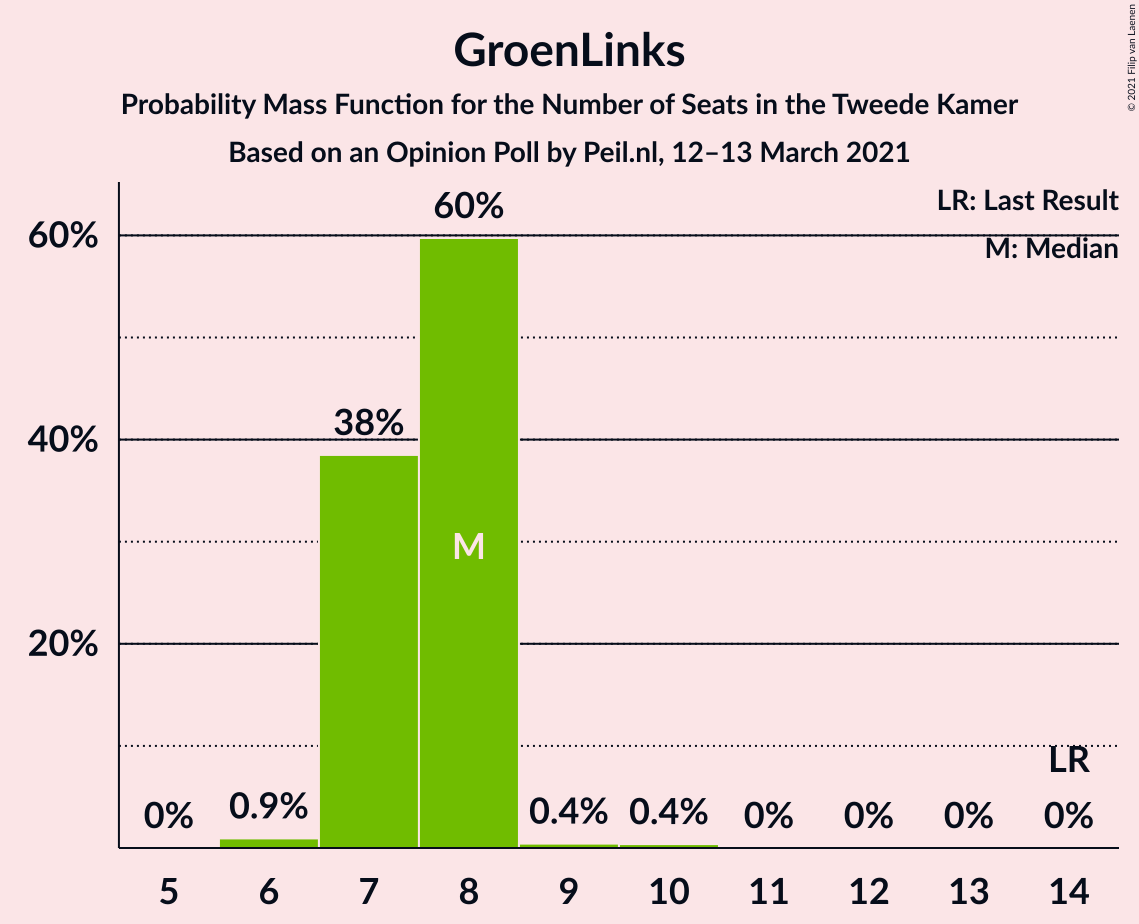 GroenLinks
Probability Mass Function for the Number of Seats in the Tweede Kamer
Based on an Opinion Poll by Peil.nl, 12–13 March 2021
© 2021 Filip van Laenen
LR: Last Result
M: Median
60%
40%
20%
0%
0.9%
38%
60%
M
0.4%
0.4%
0%
0%
0%
LR
0%
5 6 7 8 9 10 11 12 13 14